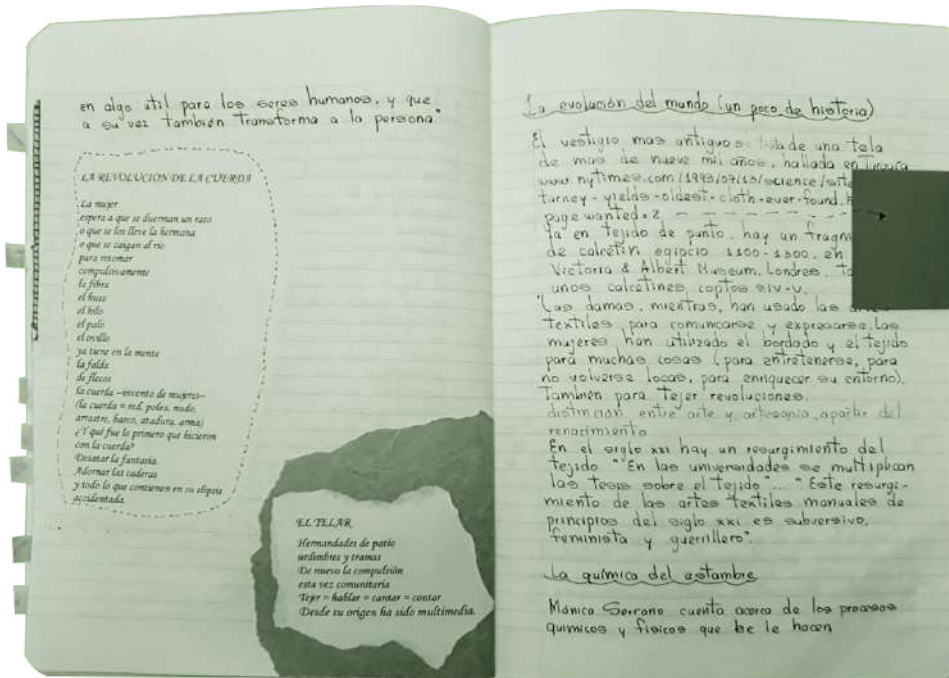 en algo útil para los seres humanos, y que
a su vez también transforma a la persona."
LA REVOLUCION DE LA CUERDA
La mujer
espera a que se duerman un rato
o que se los lleve la hermana
o que se caigan al río
para retomar
compulsivamente
la fibra
el huso
el hilo
el palo
el ovillo
ya tiene en la mente
la falda
de flecos
la cuerda –invento de mujeres–
(la cuerda = red, polea, nudo,
arrastre, barco, atadura, arma)
¿Y qué fue lo primero que hicieron
con la cuerda?
Desatar la fantasía.
Adornar las caderas
y todo lo que contienen en su elipsis
accidentada.
EL TELAR
Hermandades de patio
urdimbres y tramas
De nuevo la compulsión
esta vez comunitaria
Tejer = hablar = cantar = contar
Desde su origen ha sido multimedia.
La evolución del mundo (un poco de historia)
El vestigio mas antiguo de una tela
de mas de nueve mil años, hallada en Turquía
www.nytimes.com/1993/07/13/science/site
turney-yields-oldest-cloth-ever-found.
page wanted=2
ya en tejido de punto, hay un
de calcetín egipcio 1100-1300, en
Victoria & Albert Museum, Londres.
unos calcetines coptos s.IV-V.
"Las damas, mientras, han usado las
textiles para comunicarse y expresarse. Las
mujeres han utilizado el bordado y el tejido
para muchas cosas (para entretenerse, para
no volverse locas, para enriquecer su entorno).
También para tejer revoluciones.
distinción entre arte y artesanía apartir del
renacimiento
En el siglo XXI hay un resurgimiento del
tejido ""En las universidades se multiplican
las tesis sobre el tejido"..." Este resurgi-
miento de las artes textiles manuales de
principios del siglo XXI es subversivo,
feminista y guerrillero".
La química del estambre
Mónica Serrano cuenta acerca de los procesos
químicos y físicos que se le hacen